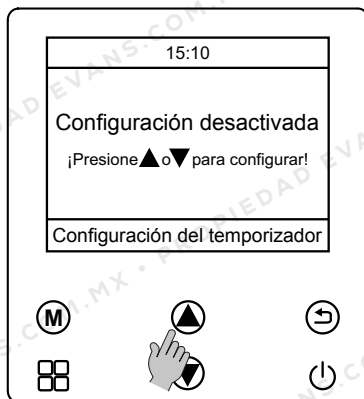 15:10
Configuración desactivada
¡Presione▲o▼para configurar!
Configuración del temporizador
M